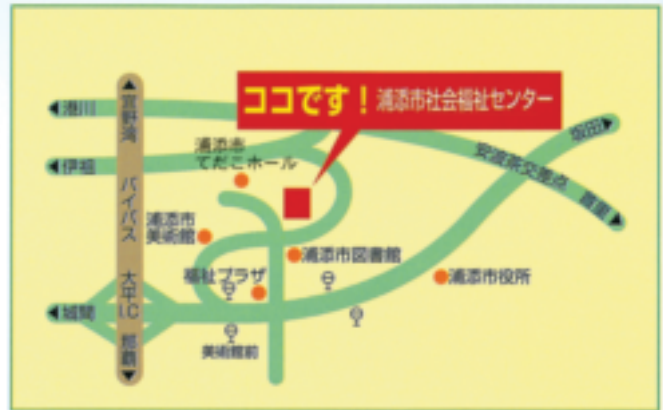 ココです！浦添市社会福祉センター
◀港川
▲宜野湾
バイパス
大平I.C
那覇▼
坂田▶
◀伊祖
浦添市
てだこホール
安波茶交差点
首里▶
浦添市
美術館
浦添市図書館
福祉プラザ
浦添市役所
◀城間
美術館前